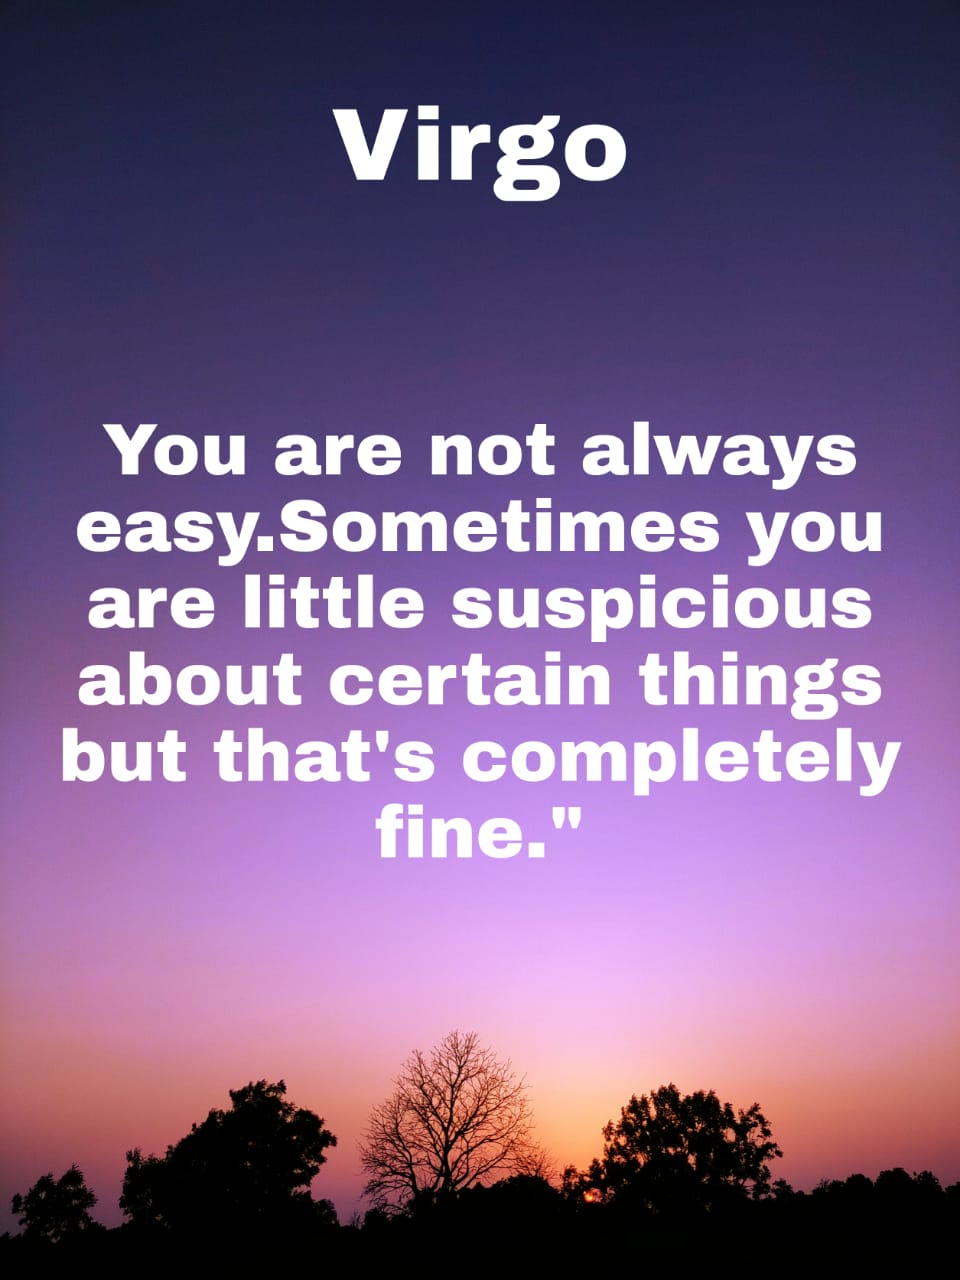 Virgo
You are not always
easy.Sometimes you
are little suspicious
about certain things
but that's completely
fine."